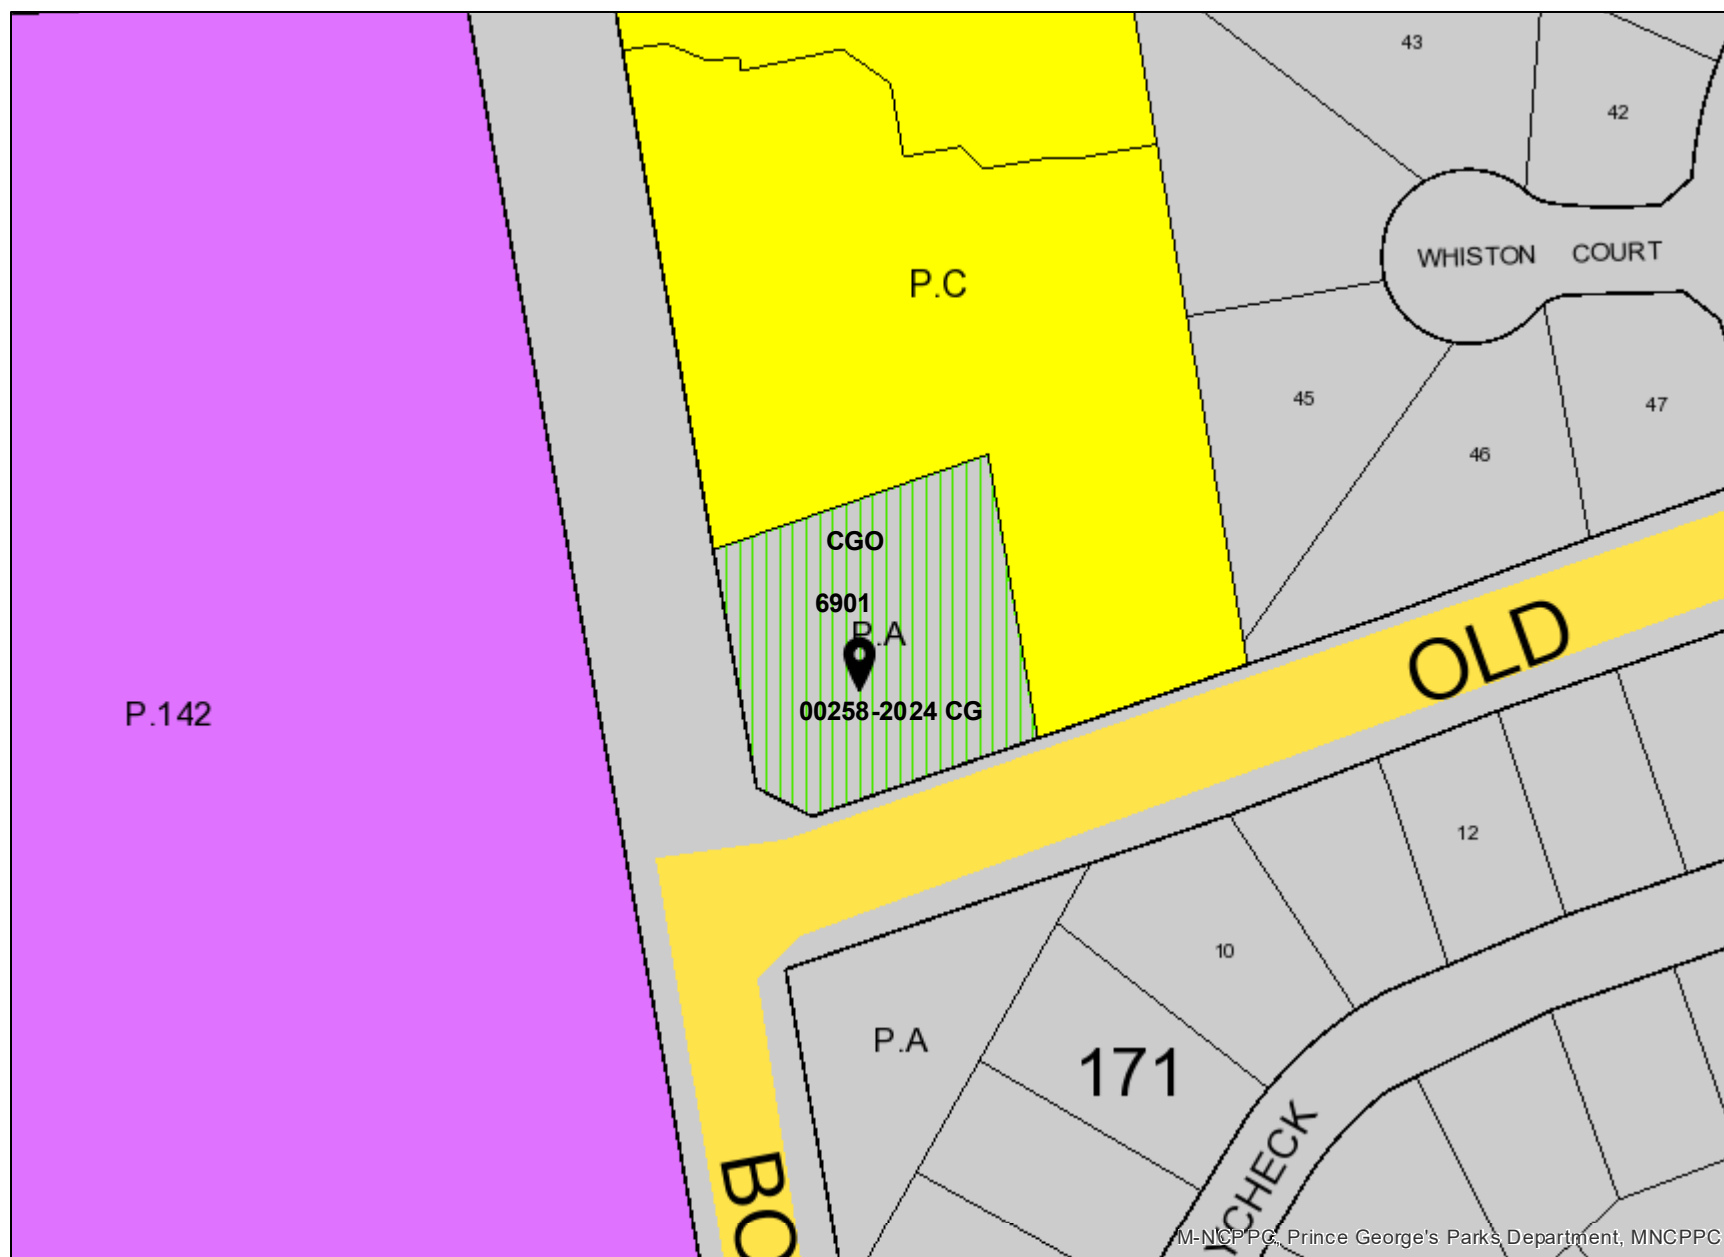 43
42
WHISTON COURT
P.C
45
47
46
CGO
6901
P.A
OLD
P.142
00258-2024 CG
12
10
P.A
171
YCHECK
BO
M-NCPPC, Prince George's Parks Department, MNCPPC